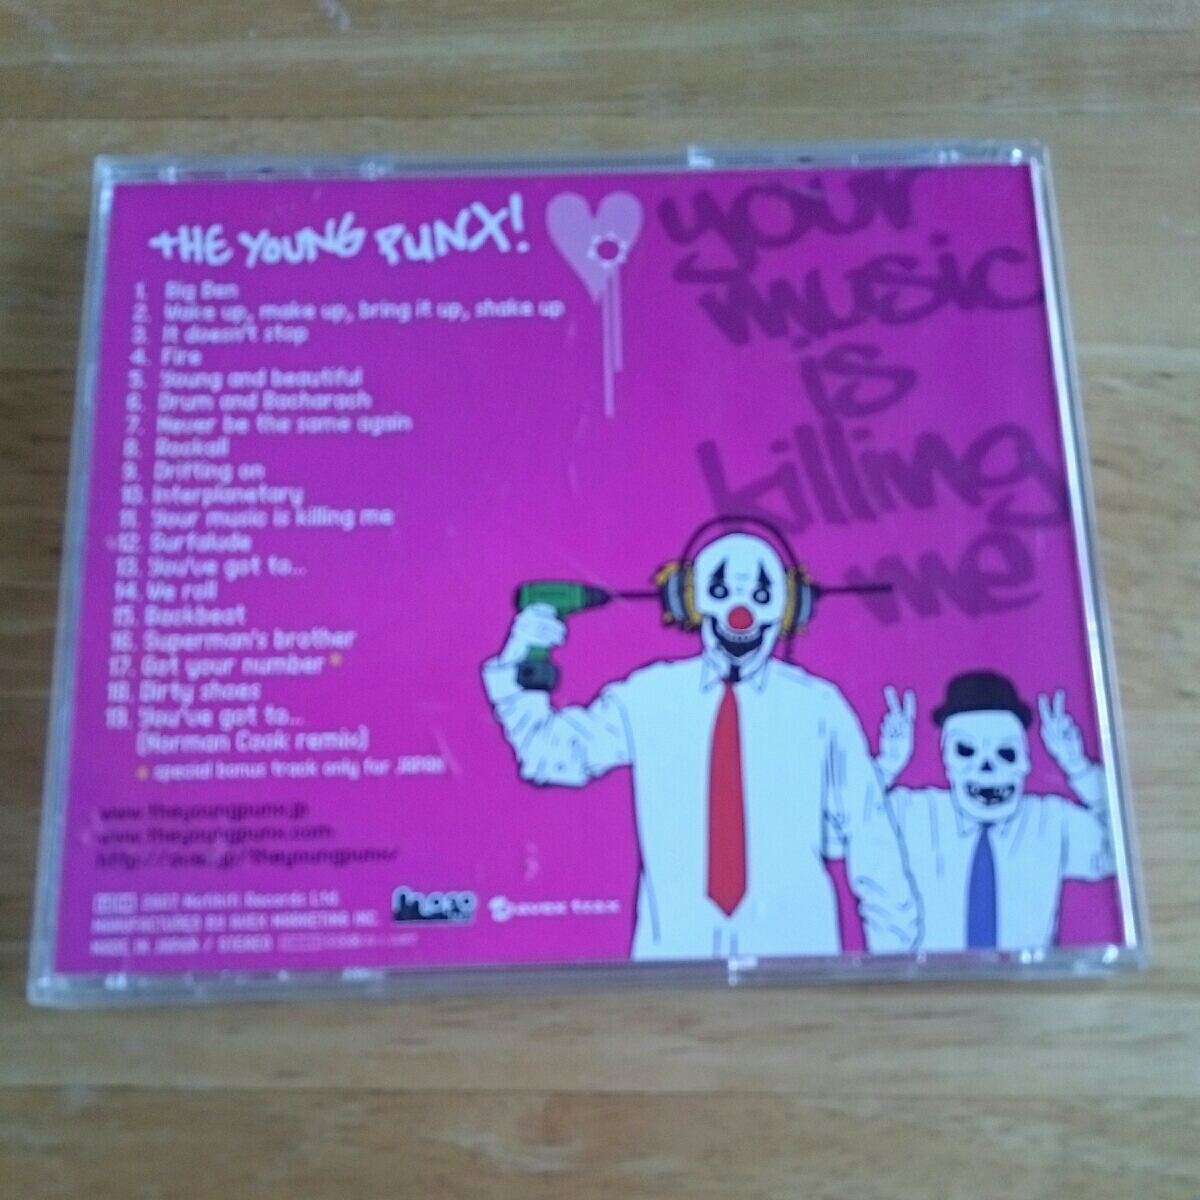 THE YOUNG PUNX!
your
music
is
killing
me
1. Big Ben
2. Wake up, make up, bring it up, shake up
3. It doesn't stop
4. Fire
5. Young and beautiful
6. Drum and Bacharach
7. Never be the same again
8. Rockall
9. Drifting on
10. Interplanetary
11. Your music is killing me
12. Surfalude
13. You've got to...
14. We roll
15. Backbeat
16. Superman's brother
17. Got your number *
18. Dirty shoes
19. You've got to...
(Norman Cook remix)
* special bonus track only for JAPAN
www.theyoungpunx.jp
www.theyoungpunx.com
2007 MofoHifi Records Ltd.
MANUFACTURED BY AVEX MARKETING INC.
MADE IN JAPAN / STEREO
mofo
avex trax